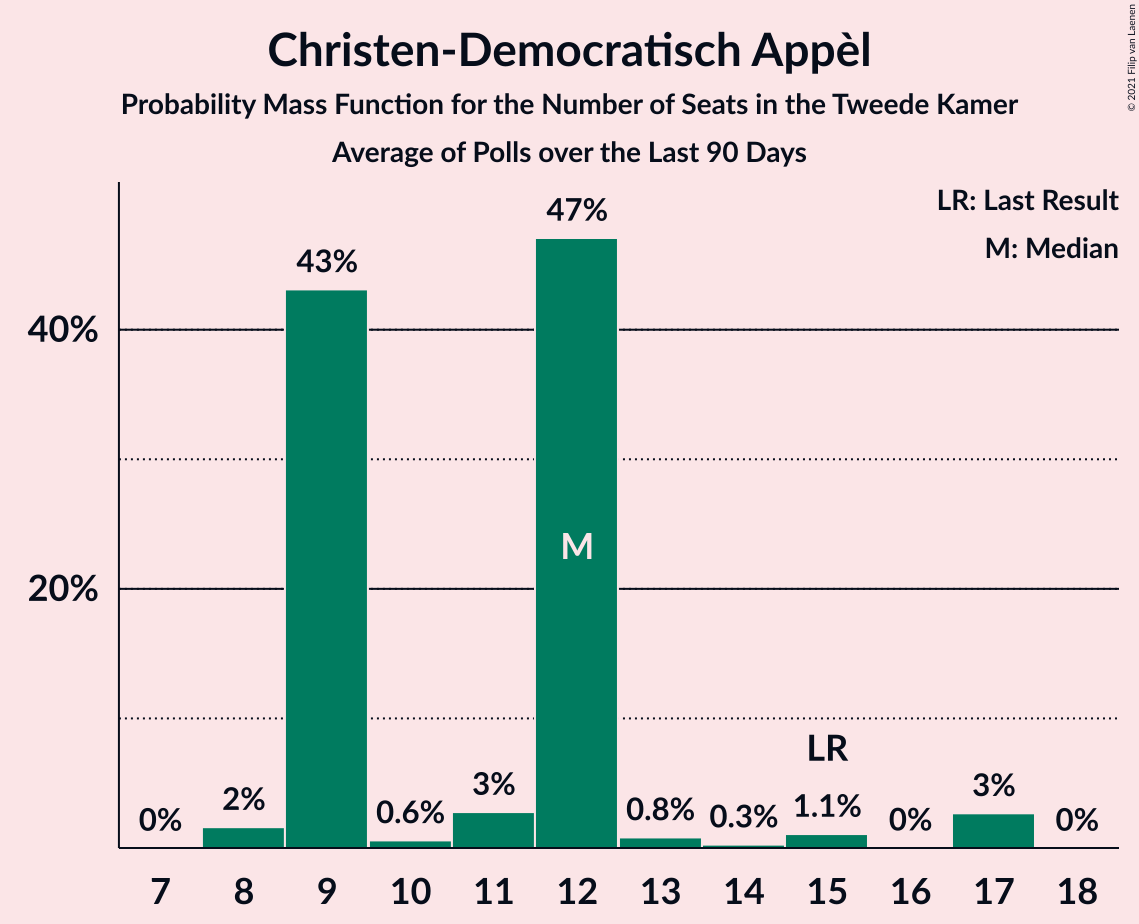 Christen-Democratisch Appèl
Probability Mass Function for the Number of Seats in the Tweede Kamer
Average of Polls over the Last 90 Days
© 2021 Filip van Laenen
LR: Last Result
M: Median
40%
20%
0%
2%
43%
0.6%
3%
47%
M
0.8%
0.3%
LR
1.1%
0%
3%
0%
7 8 9 10 11 12 13 14 15 16 17 18